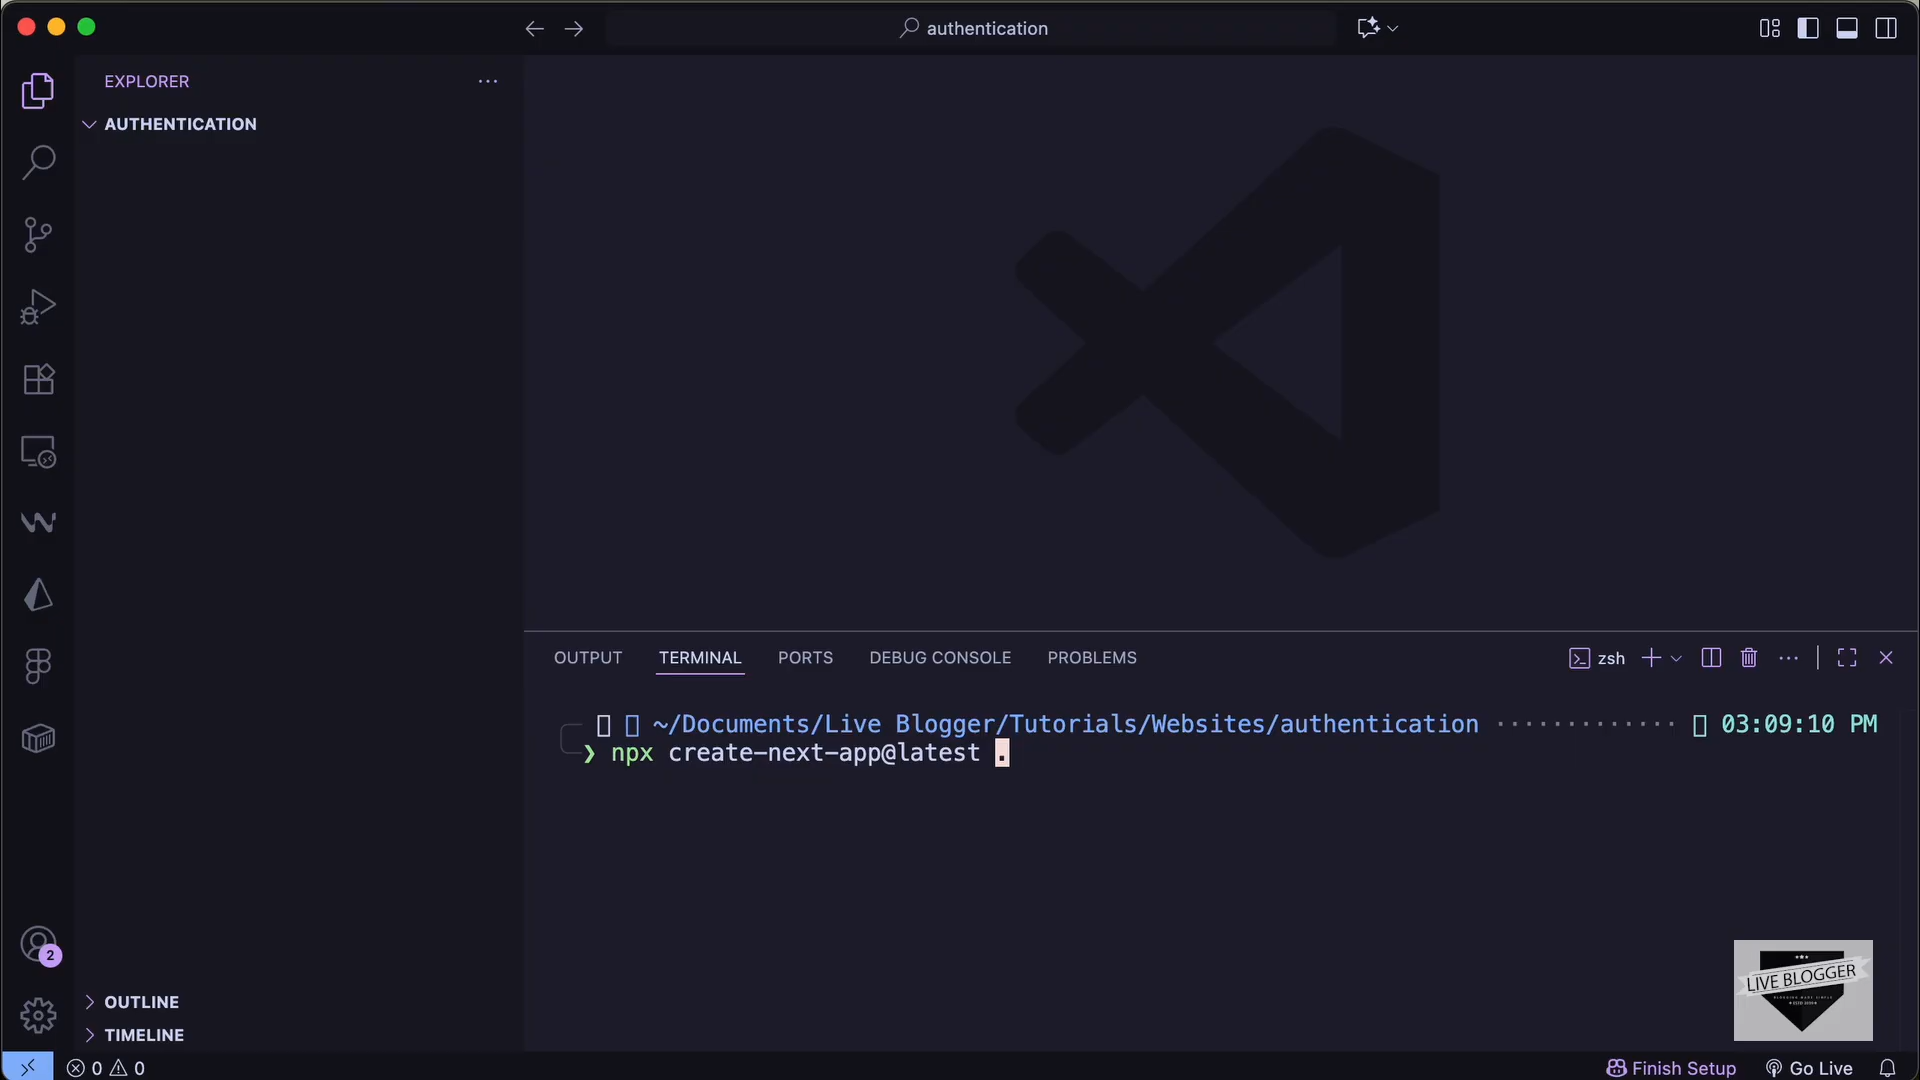 authentication
EXPLORER
AUTHENTICATION
OUTPUT TERMINAL PORTS DEBUG CONSOLE PROBLEMS zsh
~/Documents/Live Blogger/Tutorials/Websites/authentication ············· 03:09:10 PM
❯ npx create-next-app@latest .
2
OUTLINE
TIMELINE
LIVE BLOGGER
0 0 Finish Setup Go Live